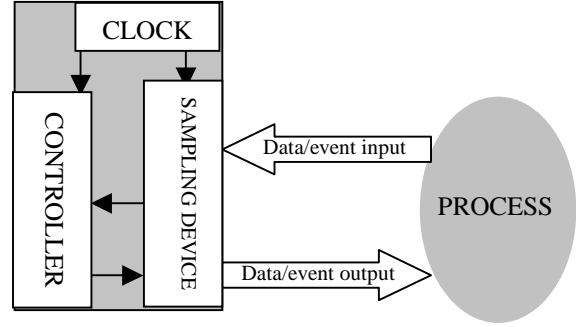 CLOCK
CONTROLLER
SAMPLING DEVICE
Data/event input
PROCESS
Data/event output